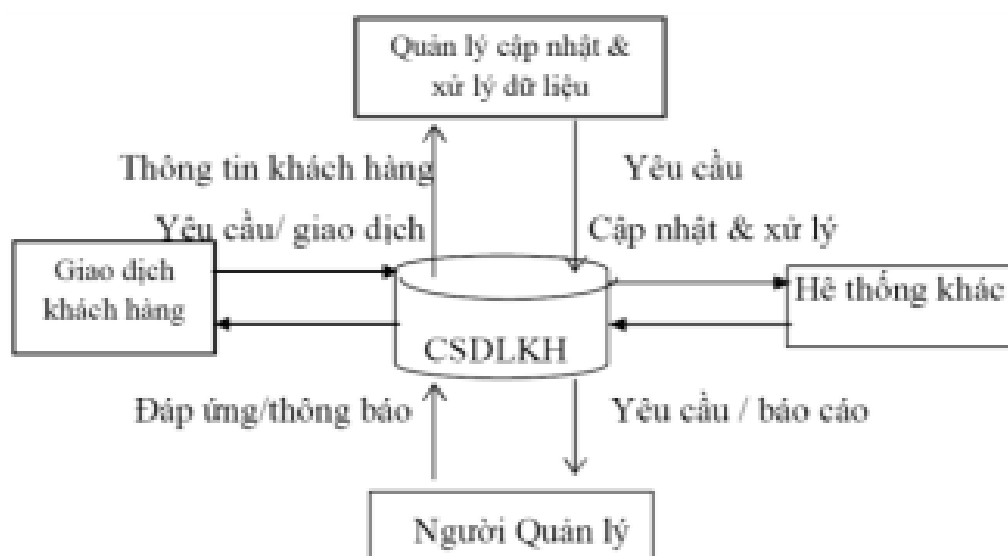 Quản lý cập nhật &
xử lý dữ liệu
Thông tin khách hàng
Yêu cầu
Yêu cầu/ giao dịch
Cập nhật & xử lý
Giao dịch
khách hàng
Hê thống khác
CSDLKH
Đáp ứng/thông báo
Yêu cầu / báo cáo
Người Quản lý